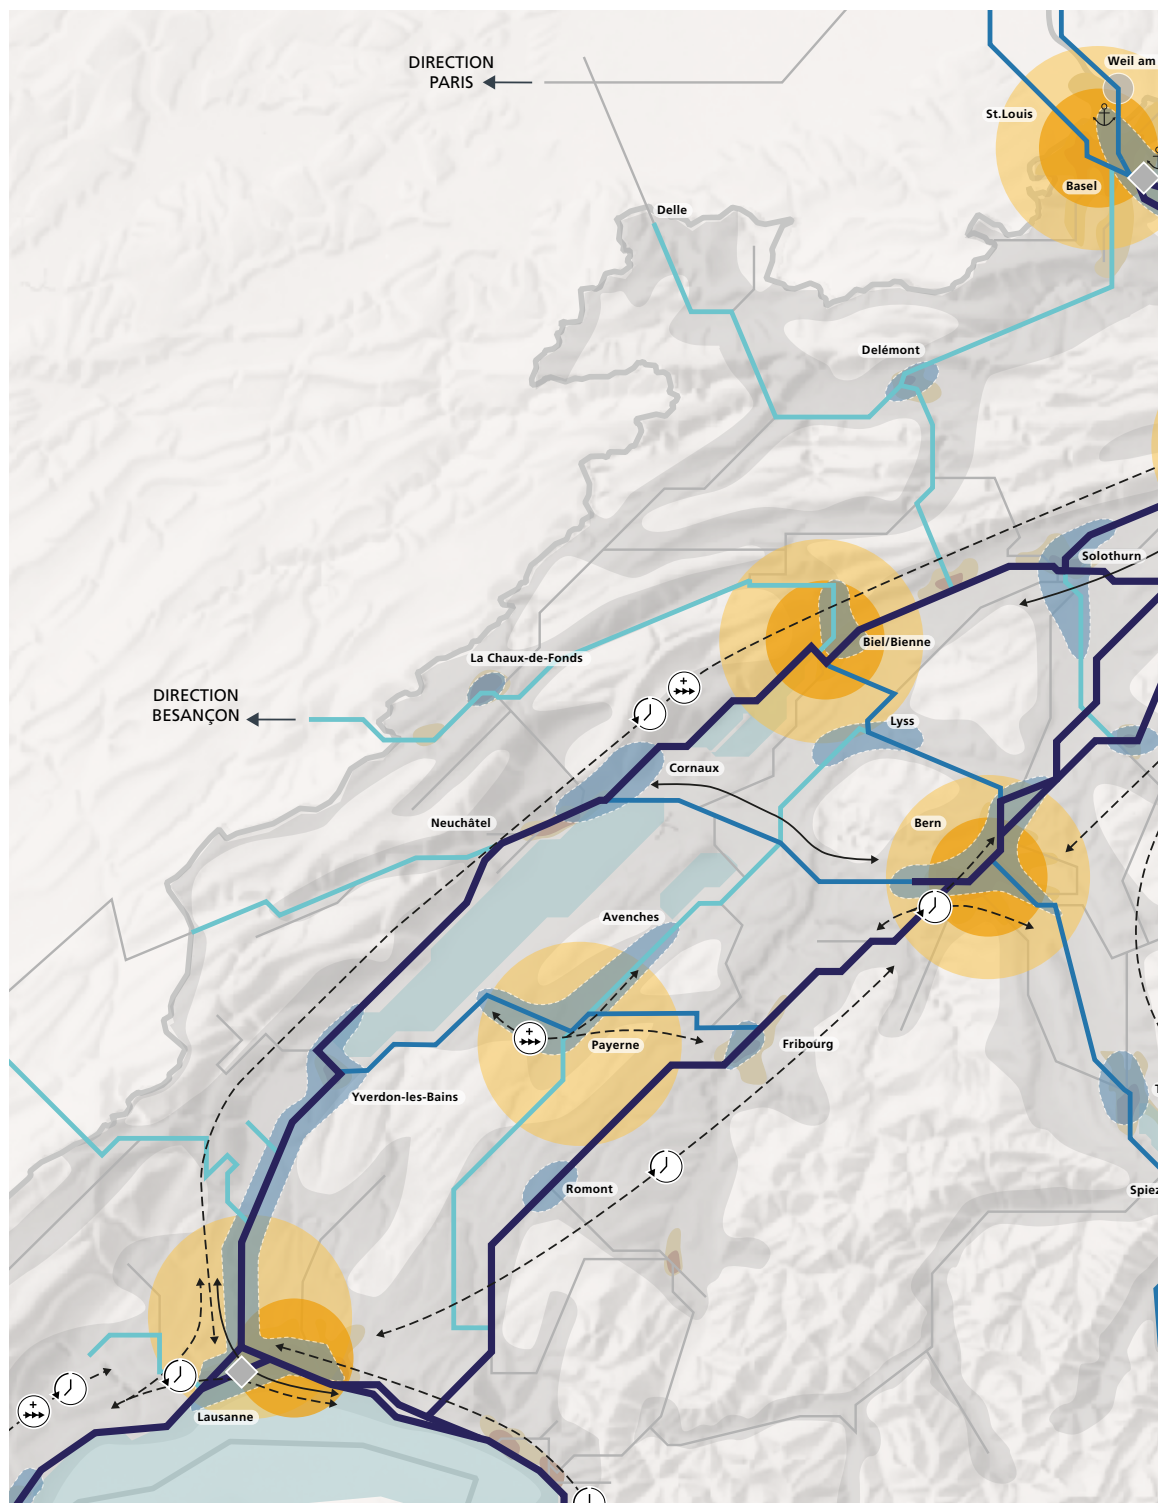 DIRECTION
PARIS
Weil am
St.Louis
Basel
Delle
Delémont
Solothurn
Biel/Bienne
La Chaux-de-Fonds
DIRECTION
BESANÇON
Lyss
Cornaux
Neuchâtel
Bern
Avenches
Payerne
Fribourg
Yverdon-les-Bains
Romont
Spiez
Lausanne